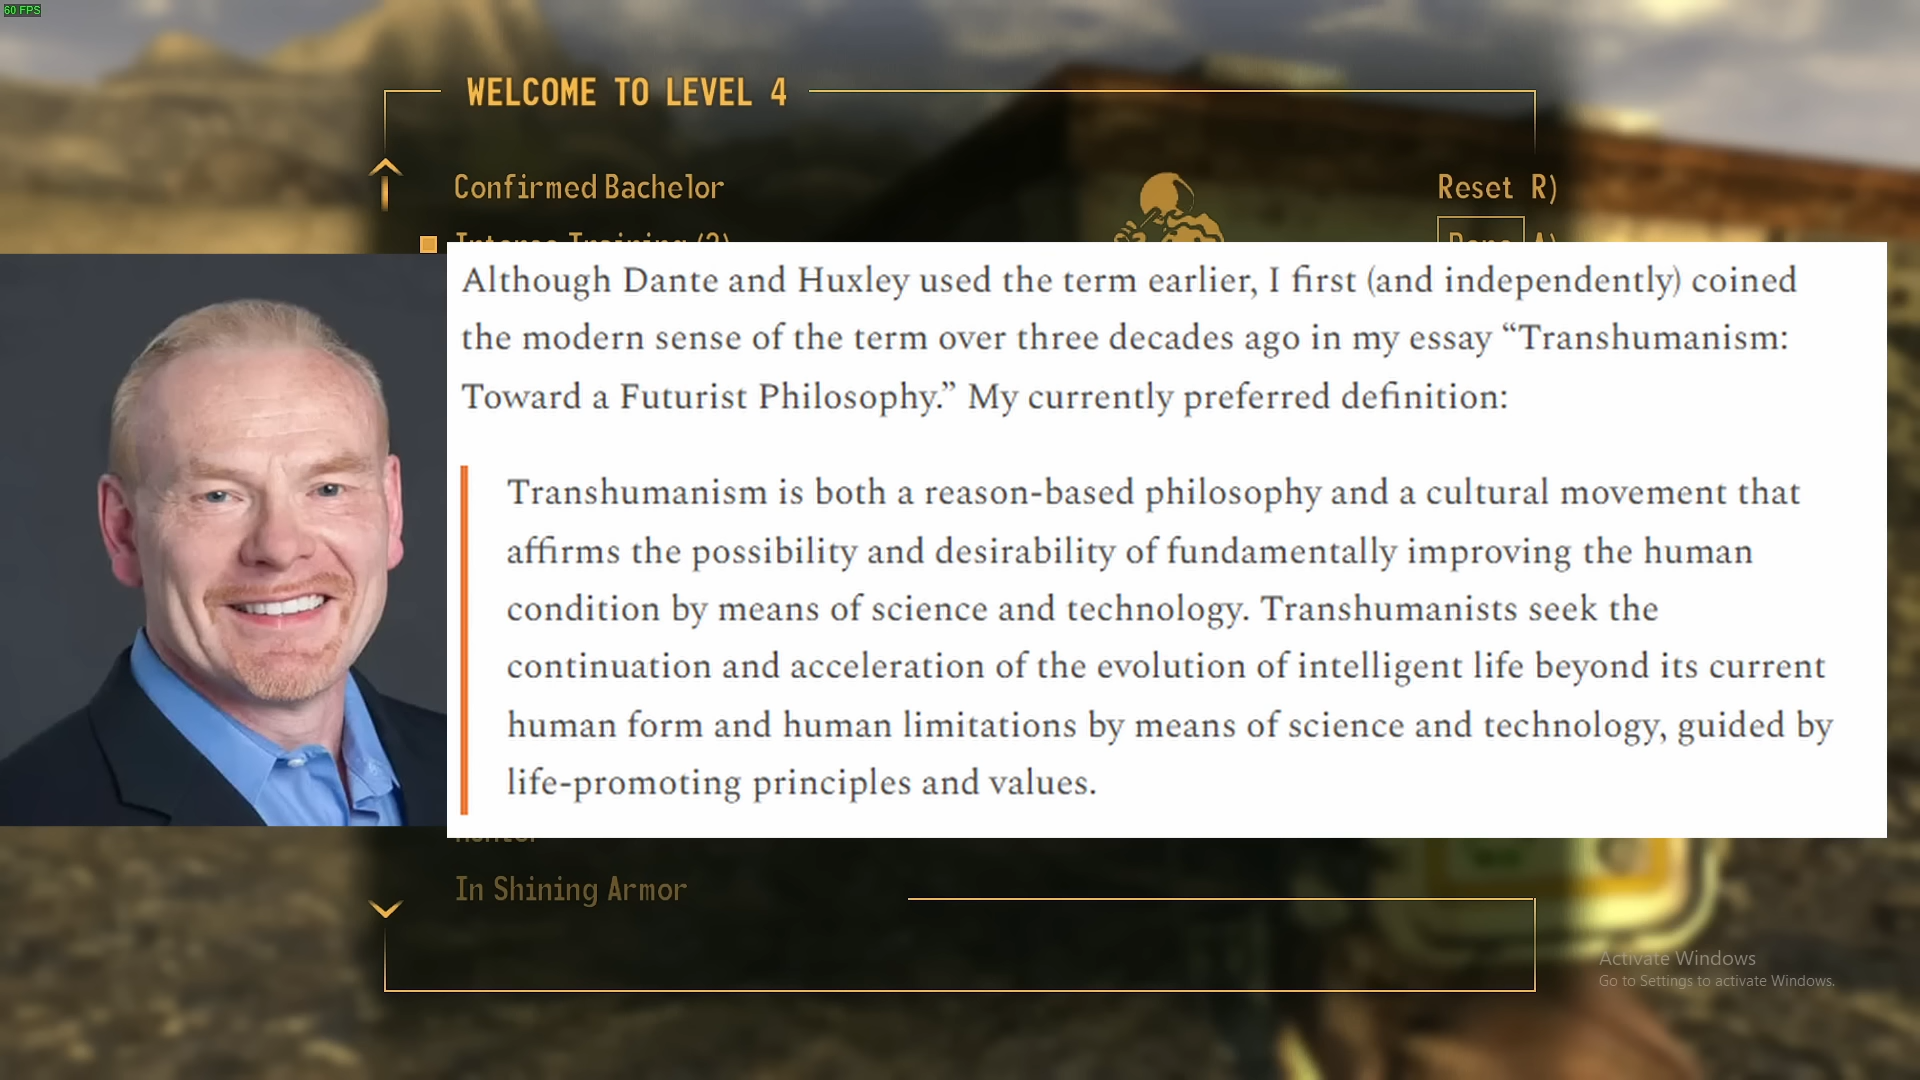 60 FPS
WELCOME TO LEVEL 4
Confirmed Bachelor
Reset R)
Intense Training (2)
Although Dante and Huxley used the term earlier, I first (and independently) coined
the modern sense of the term over three decades ago in my essay “Transhumanism:
Toward a Futurist Philosophy.” My currently preferred definition:
Transhumanism is both a reason-based philosophy and a cultural movement that
affirms the possibility and desirability of fundamentally improving the human
condition by means of science and technology. Transhumanists seek the
continuation and acceleration of the evolution of intelligent life beyond its current
human form and human limitations by means of science and technology, guided by
life-promoting principles and values.
In Shining Armor
Activate Windows
Go to Settings to activate Windows.